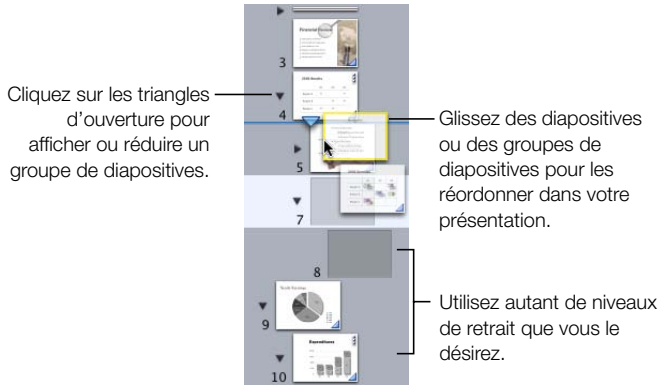 Financial
3
Cliquez sur les triangles
d’ouverture pour
afficher ou réduire un
groupe de diapositives.
4
Glissez des diapositives
ou des groupes de
diapositives pour les
réordonner dans votre
présentation.
5
7
8
Utilisez autant de niveaux
de retrait que vous le
désirez.
9
Expenditures
10